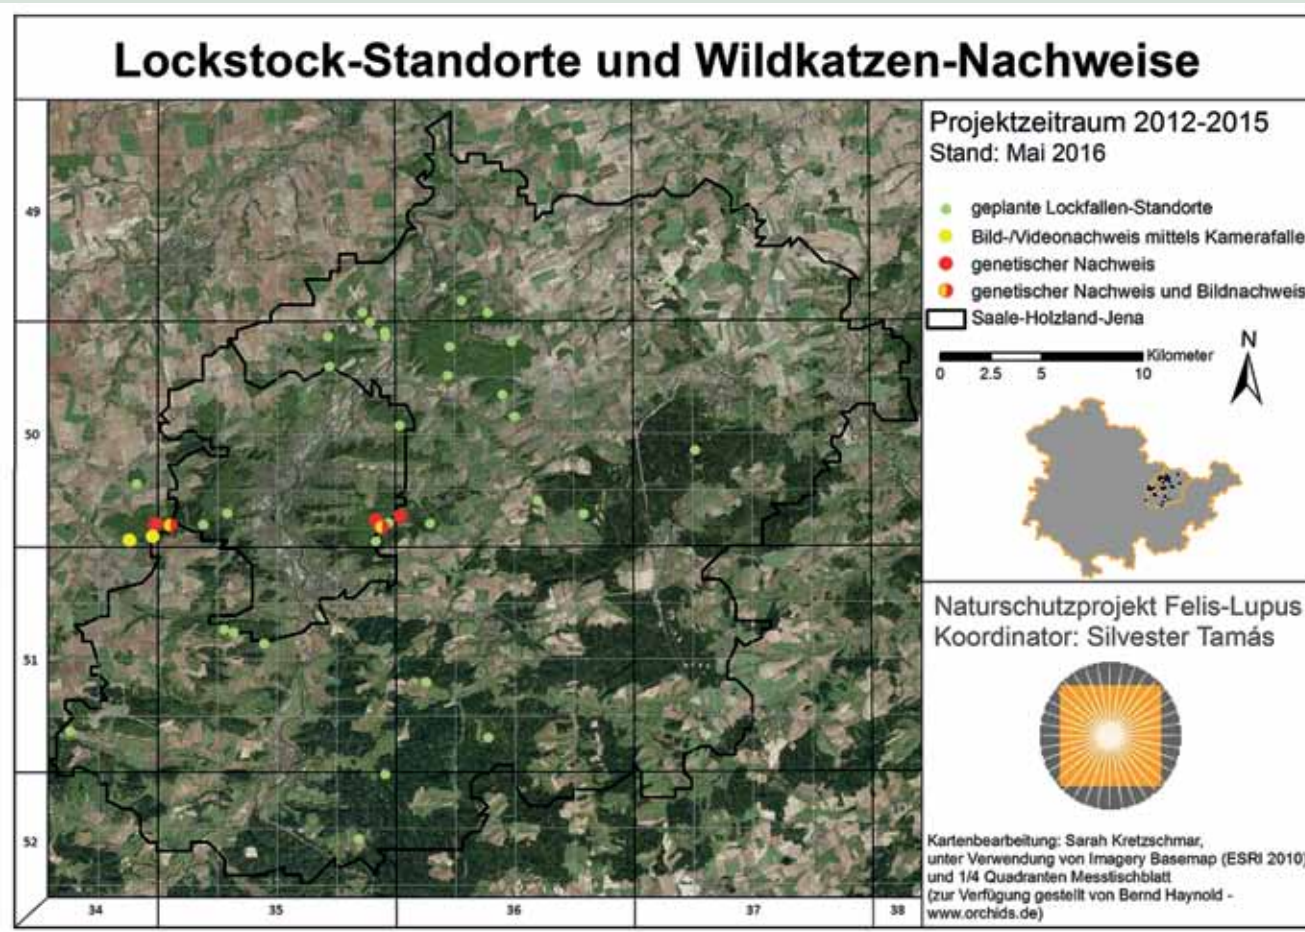 Lockstock-Standorte und Wildkatzen-Nachweise
Projektzeitraum 2012-2015
Stand: Mai 2016
geplante Lockfallen-Standorte
Bild-/Videonachweis mittels Kamerafalle
genetischer Nachweis
genetischer Nachweis und Bildnachweis
Saale-Holzland-Jena
Kilometer
0 2.5 5 10
N
49
50
51
52
34 35 36 37 38
Naturschutzprojekt Felis-Lupus
Koordinator: Silvester Tamás
Kartenbearbeitung: Sarah Kretzschmar,
unter Verwendung von Imagery Basemap (ESRI 2010)
und 1/4 Quadranten Messtischblatt
(zur Verfügung gestellt von Bernd Haynold -
www.orchids.de)